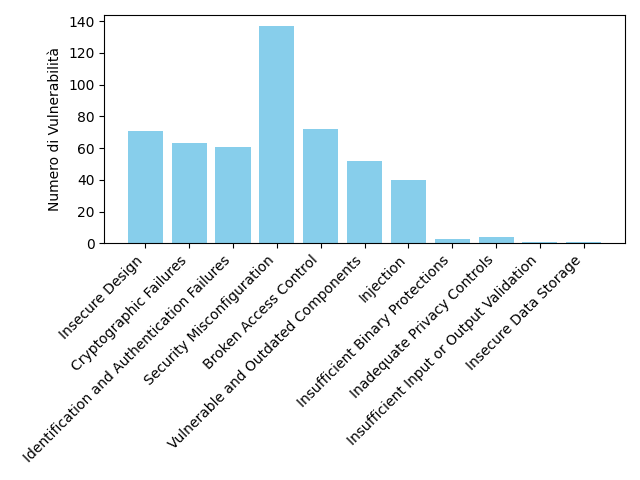 Numero di Vulnerabilità
140
120
100
80
60
40
20
0
Insecure Design
Cryptographic Failures
Identification and Authentication Failures
Security Misconfiguration
Broken Access Control
Vulnerable and Outdated Components
Injection
Insufficient Binary Protections
Inadequate Privacy Controls
Insufficient Input or Output Validation
Insecure Data Storage